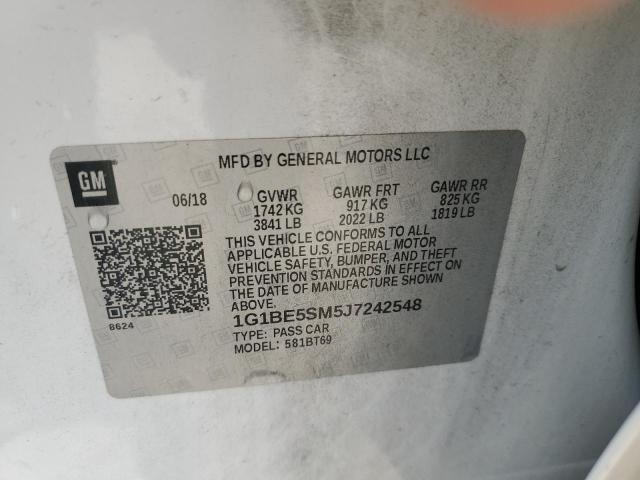 MFD BY GENERAL MOTORS LLC
GM
06/18 GVWR GAWR FRT GAWR RR
1742 KG 917 KG 825 KG
3841 LB 2022 LB 1819 LB
THIS VEHICLE CONFORMS TO ALL
APPLICABLE U.S. FEDERAL MOTOR
VEHICLE SAFETY, BUMPER, AND THEFT
PREVENTION STANDARDS IN EFFECT ON
THE DATE OF MANUFACTURE SHOWN
ABOVE.
8624
1G1BE5SM5J7242548
TYPE: PASS CAR
MODEL: 581BT69